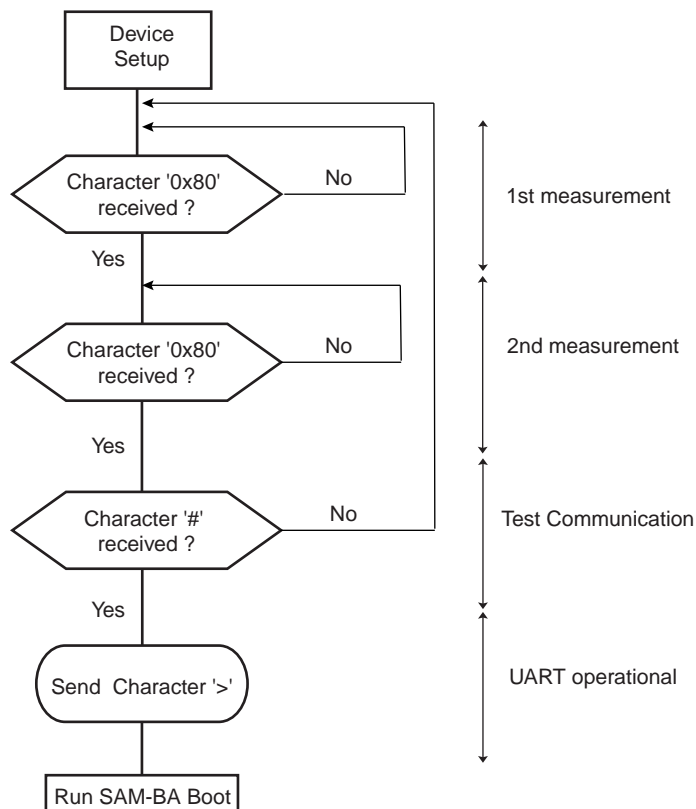 Device
Setup
Character '0x80'
received ?
No
1st measurement
Yes
Character '0x80'
received ?
No
2nd measurement
Yes
Character '#'
received ?
No
Test Communication
Yes
Send Character '>'
UART operational
Run SAM-BA Boot